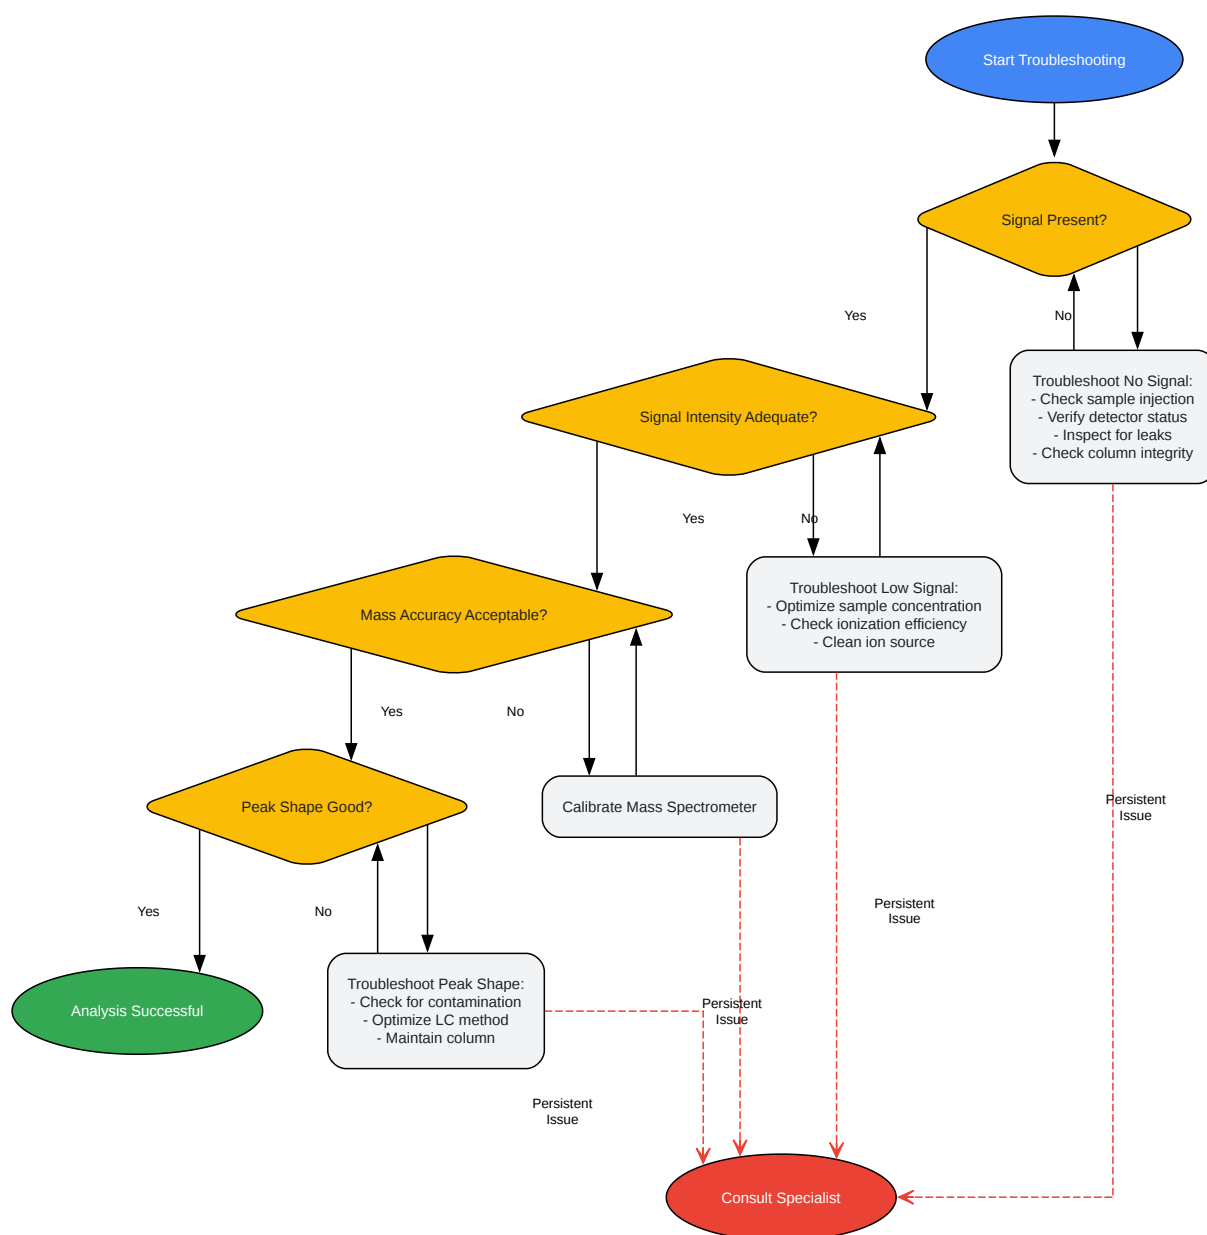 Start Troubleshooting
Signal Present?
Yes
No
Troubleshoot No Signal:
- Check sample injection
- Verify detector status
- Inspect for leaks
- Check column integrity
Signal Intensity Adequate?
Yes
No
Troubleshoot Low Signal:
- Optimize sample concentration
- Check ionization efficiency
- Clean ion source
Mass Accuracy Acceptable?
Yes
No
Calibrate Mass Spectrometer
Persistent
Issue
Peak Shape Good?
Persistent
Issue
Yes
No
Troubleshoot Peak Shape:
- Check for contamination
- Optimize LC method
- Maintain column
Analysis Successful
Persistent
Issue
Persistent
Issue
Consult Specialist